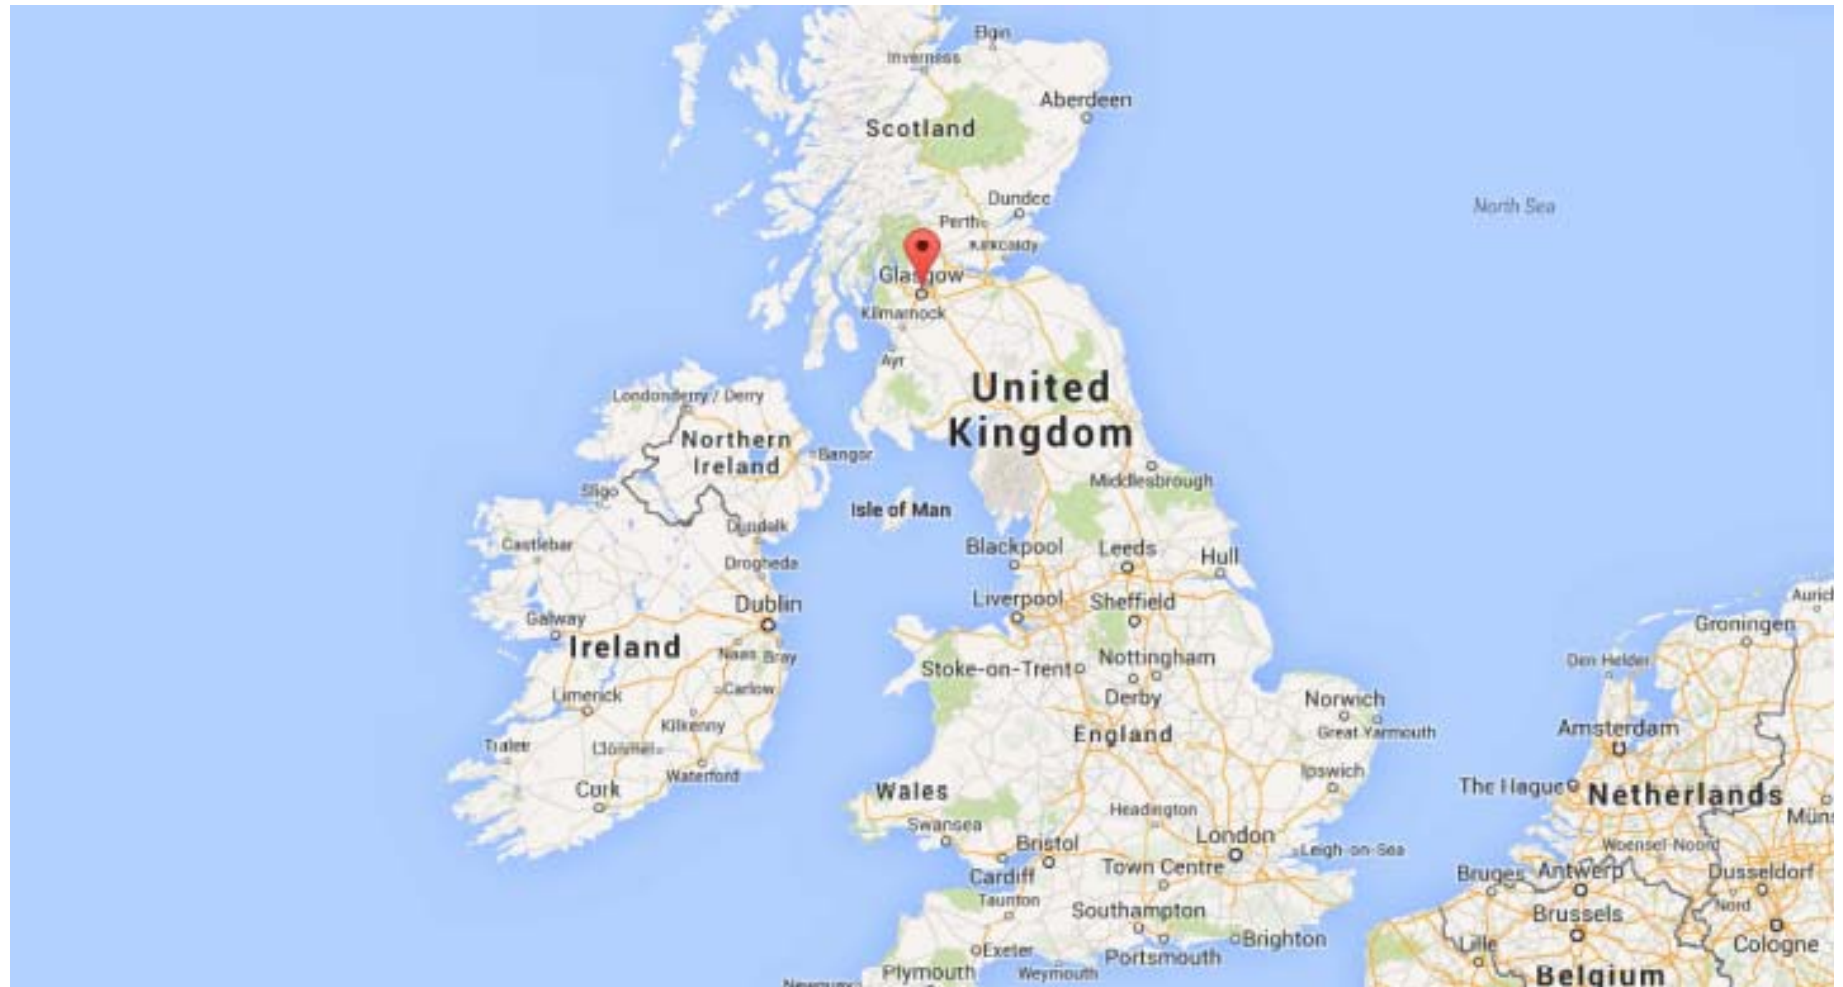 Elgin
Inverness
Aberdeen
Scotland
Dundee
Perth
Kirkcaldy
North Sea
Glasgow
Kilmarnock
Ayr
United
Kingdom
Londonderry / Derry
Northern
Ireland
Bangor
Middlesbrough
Sligo
Isle of Man
Dundalk
Castlebar
Blackpool
Leeds
Hull
Drogheda
Liverpool
Sheffield
Dublin
Galway
Ireland
Naas
Bray
Stoke-on-Trent
Nottingham
Derby
Groningen
Den Helder
Limerick
Carlow
Kilkenny
Norwich
Great Yarmouth
England
Amsterdam
Tralee
Waterford
Cork
Ipswich
The Hague
Netherlands
Wales
Headington
Swansea
Bristol
London
Leigh-on-Sea
Woensel-Noord
Cardiff
Town Centre
Bruges
Antwerp
Dusseldorf
Taunton
Southampton
Brussels
Nord
Brighton
Exeter
Portsmouth
Lille
Cologne
Plymouth
Weymouth
Belgium